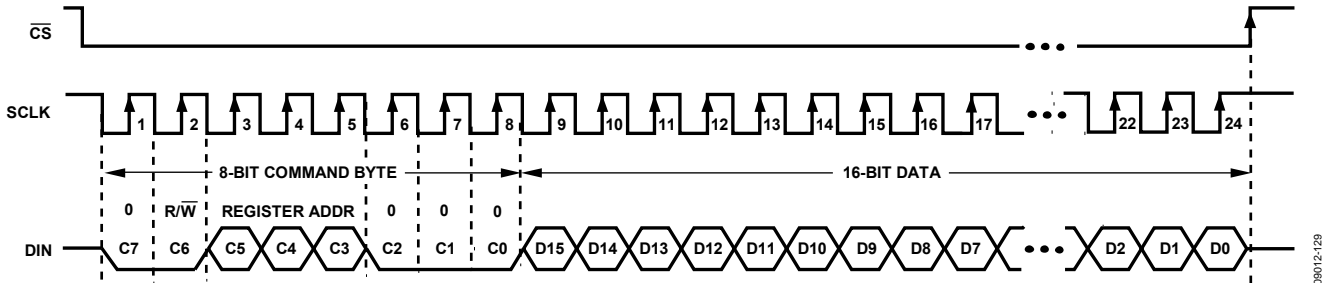 CS
SCLK 1 2 3 4 5 6 7 8 9 10 11 12 13 14 15 16 17 22 23 24
8-BIT COMMAND BYTE 16-BIT DATA
0 R/W REGISTER ADDR 0 0 0
DIN C7 C6 C5 C4 C3 C2 C1 C0 D15 D14 D13 D12 D11 D10 D9 D8 D7 D2 D1 D0
09012-129